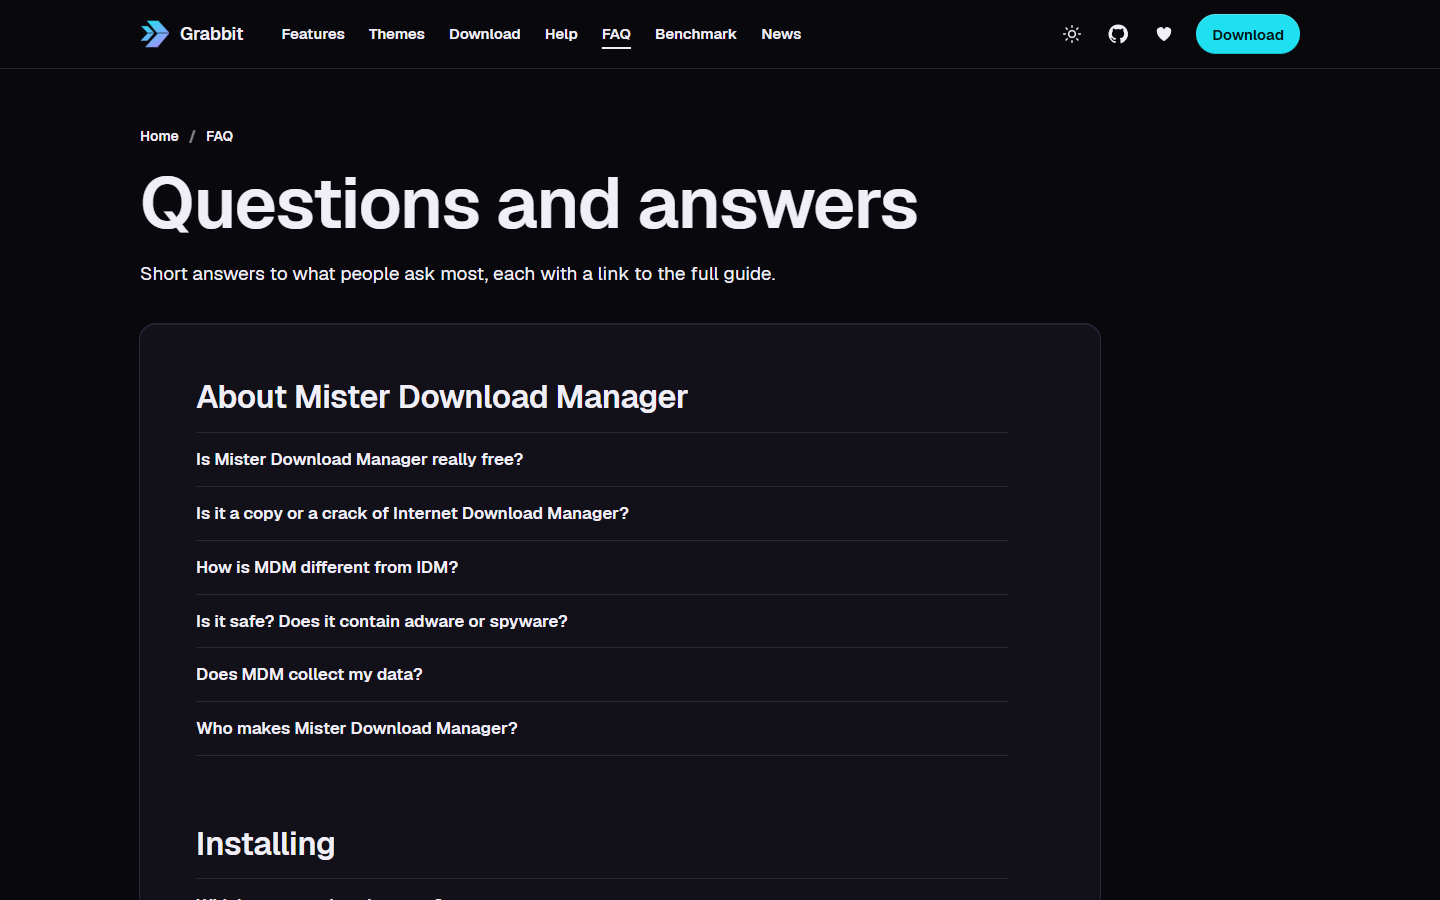 Grabbit
Features
Themes
Download
Help
FAQ
Benchmark
News
Download
Home / FAQ
Questions and answers
Short answers to what people ask most, each with a link to the full guide.
About Mister Download Manager
Is Mister Download Manager really free?
Is it a copy or a crack of Internet Download Manager?
How is MDM different from IDM?
Is it safe? Does it contain adware or spyware?
Does MDM collect my data?
Who makes Mister Download Manager?
Installing